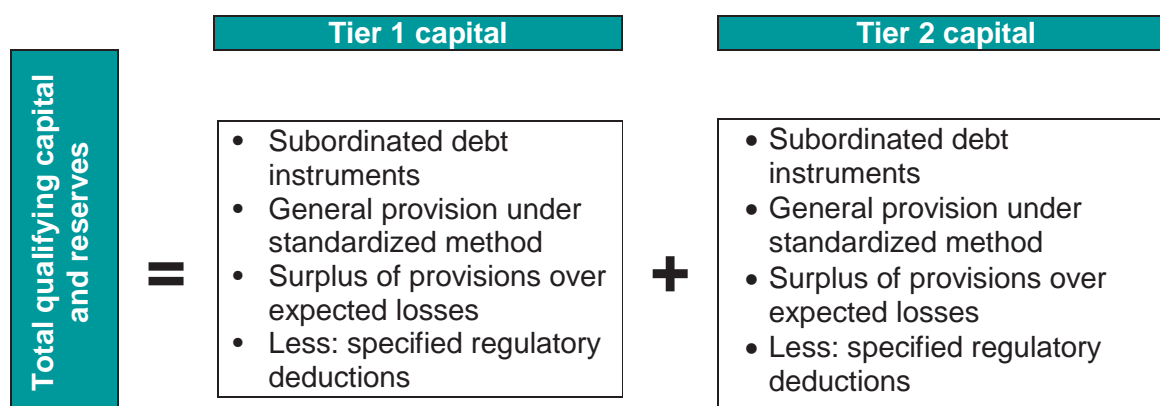 Tier 1 capital
Tier 2 capital
Total qualifying capital
and reserves
=
• Subordinated debt
instruments
• General provision under
standardized method
• Surplus of provisions over
expected losses
• Less: specified regulatory
deductions
+
• Subordinated debt
instruments
• General provision under
standardized method
• Surplus of provisions over
expected losses
• Less: specified regulatory
deductions